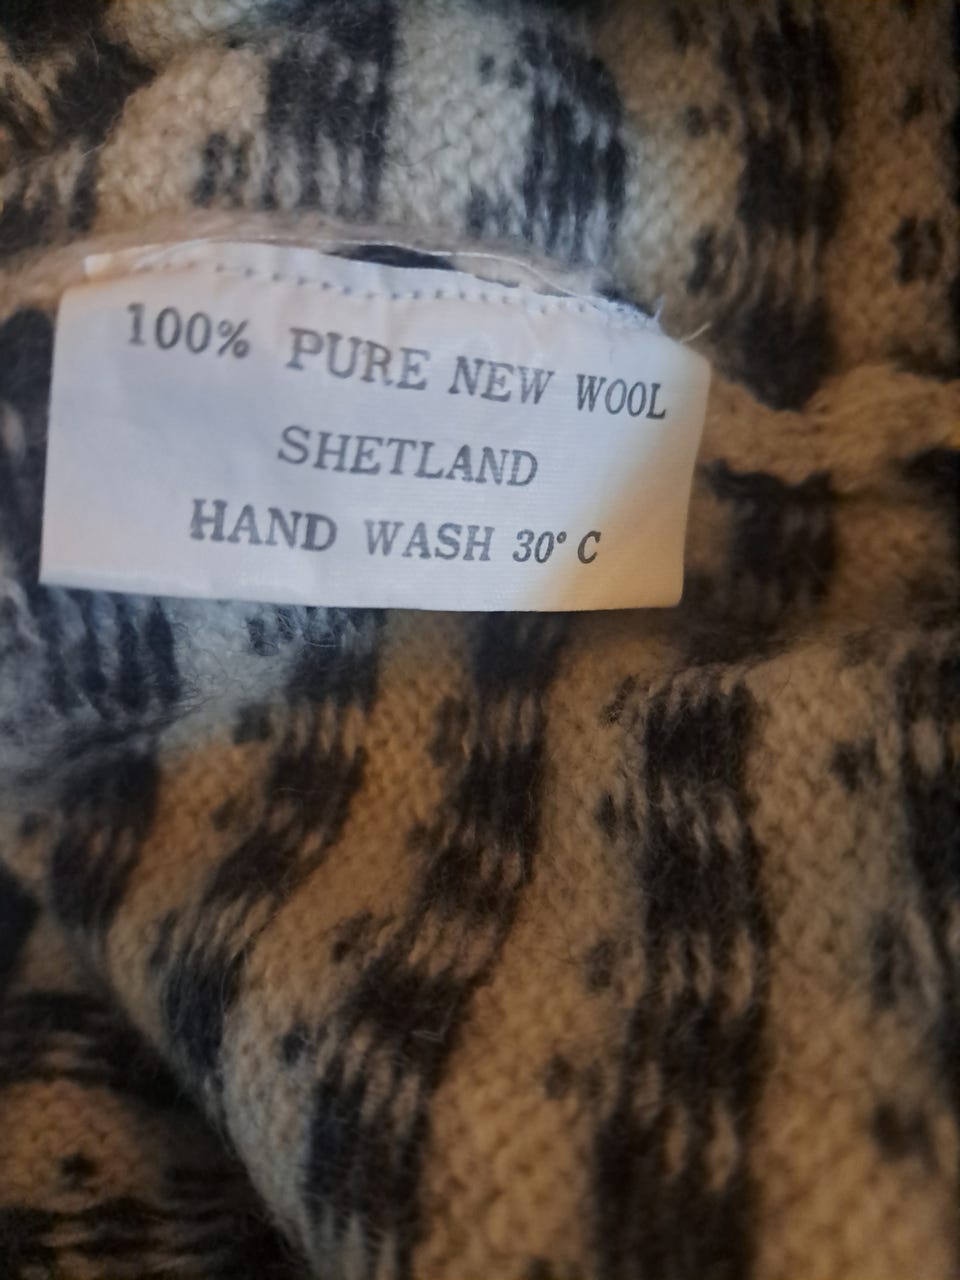 100% PURE NEW WOOL
SHETLAND
HAND WASH 30° C